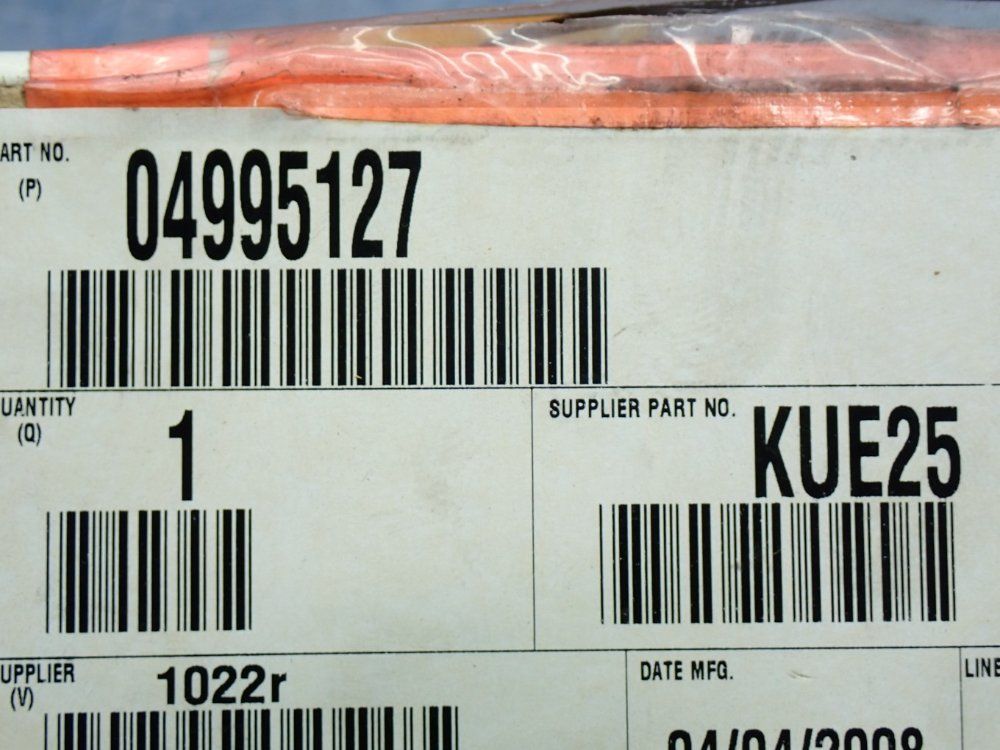 ART NO.
(P)
04995127
UANTITY
(Q)
1
SUPPLIER PART NO.
KUE25
UPPLIER
(V)
1022r
DATE MFG.
LINE